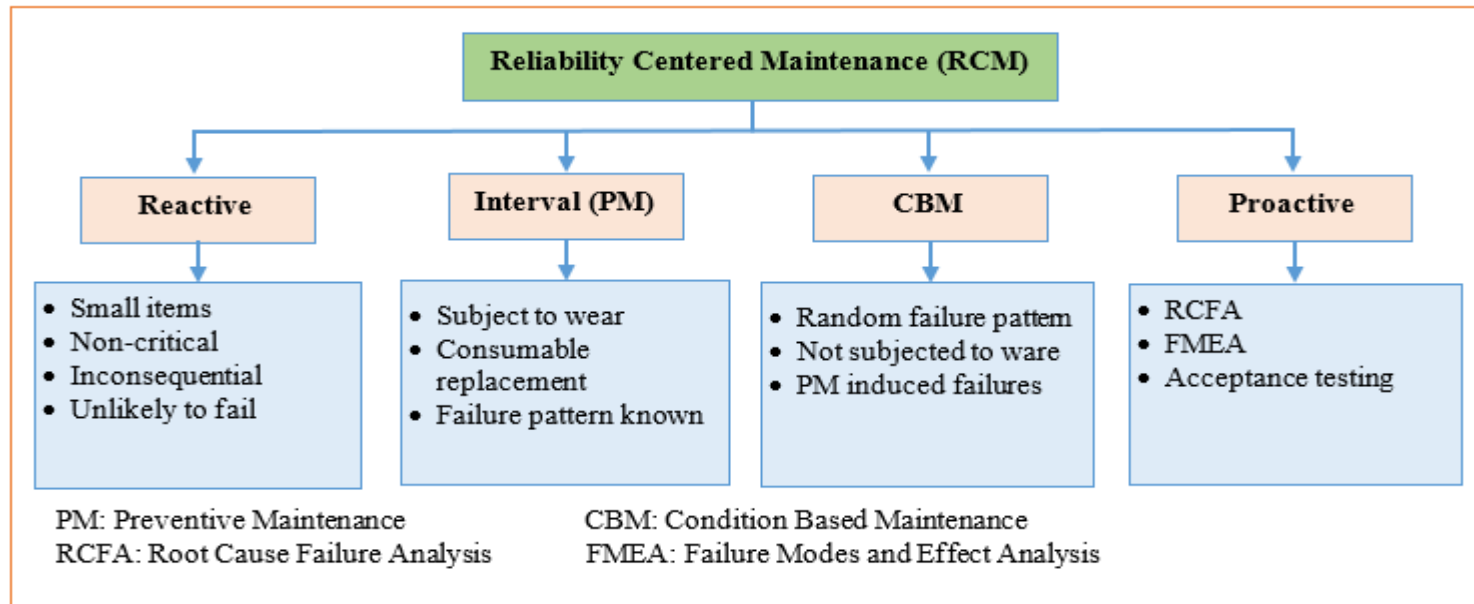 Reliability Centered Maintenance (RCM)
Reactive
Interval (PM)
CBM
Proactive
• Small items
• Non-critical
• Inconsequential
• Unlikely to fail
• Subject to wear
• Consumable
replacement
• Failure pattern known
• Random failure pattern
• Not subjected to ware
• PM induced failures
• RCFA
• FMEA
• Acceptance testing
PM: Preventive Maintenance
CBM: Condition Based Maintenance
RCFA: Root Cause Failure Analysis
FMEA: Failure Modes and Effect Analysis